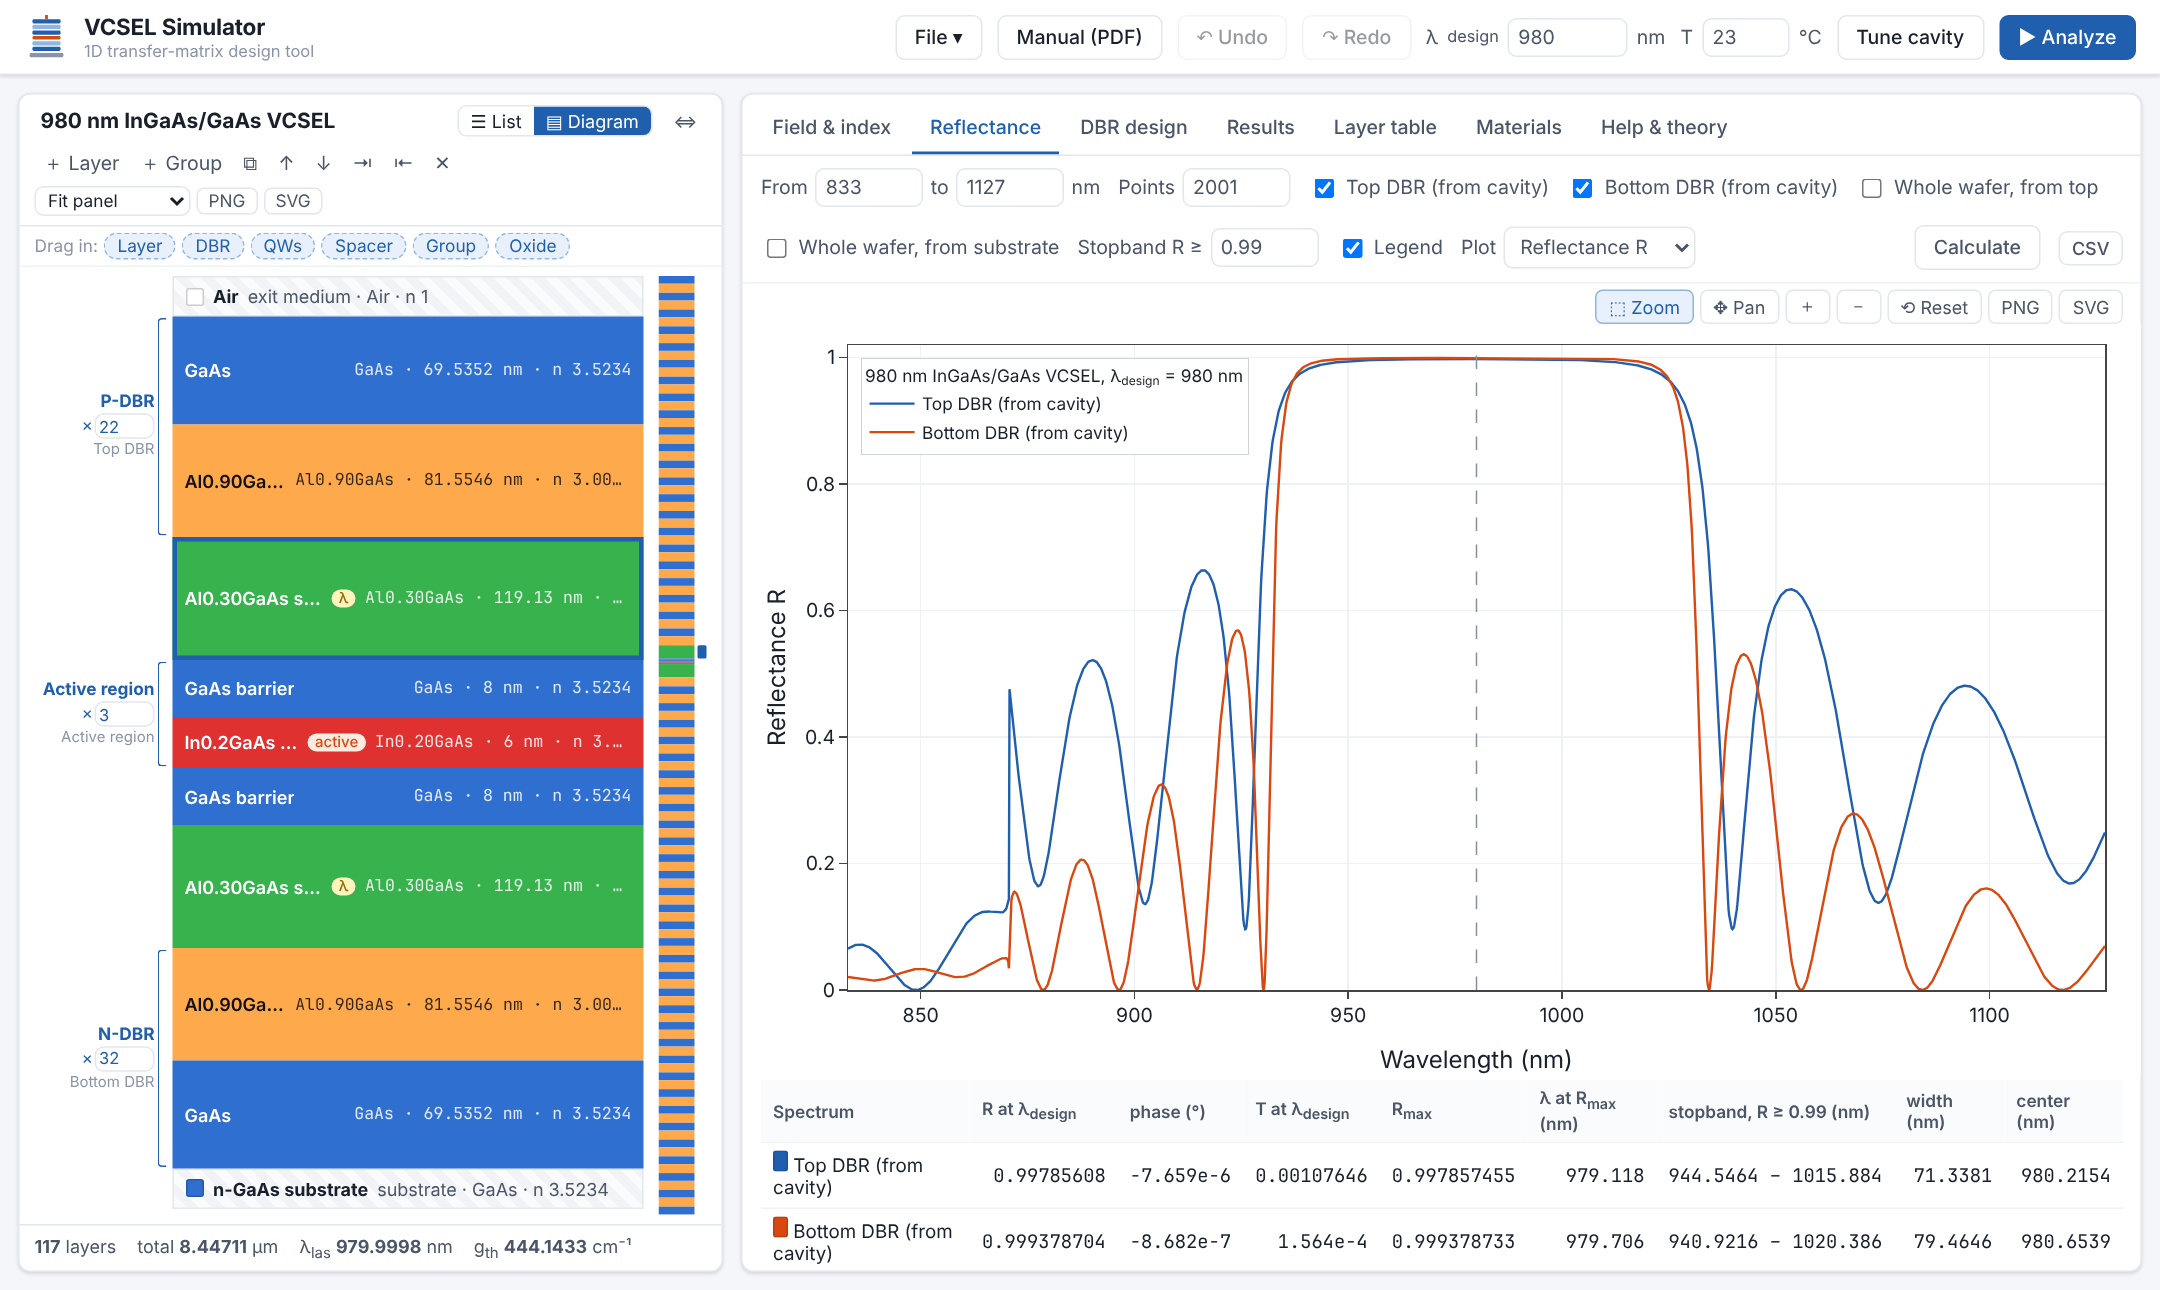 VCSEL Simulator
1D transfer-matrix design tool
File ▾
Manual (PDF)
↶ Undo
↷ Redo
λ design 980 nm T 23 °C
Tune cavity
▶ Analyze
980 nm InGaAs/GaAs VCSEL
☰ List
▤ Diagram
⇔
+ Layer + Group ⧉ ↑ ↓ ⇥ ⇤ ✕
Fit panel
PNG
SVG
Drag in: Layer DBR QWs Spacer Group Oxide
Air exit medium · Air · n 1
P-DBR
× 22
Top DBR
GaAs GaAs · 69.5352 nm · n 3.5234
Al0.90Ga... Al0.90GaAs · 81.5546 nm · n 3.00…
Al0.30GaAs s... λ Al0.30GaAs · 119.13 nm · …
Active region
× 3
Active region
GaAs barrier GaAs · 8 nm · n 3.5234
In0.2GaAs ... active In0.20GaAs · 6 nm · n 3.…
GaAs barrier GaAs · 8 nm · n 3.5234
Al0.30GaAs s... λ Al0.30GaAs · 119.13 nm · …
N-DBR
× 32
Bottom DBR
Al0.90Ga... Al0.90GaAs · 81.5546 nm · n 3.00…
GaAs GaAs · 69.5352 nm · n 3.5234
n-GaAs substrate substrate · GaAs · n 3.5234
117 layers total 8.44711 µm λlas 979.9998 nm gth 444.1433 cm⁻¹
Field & index Reflectance DBR design Results Layer table Materials Help & theory
From 833 to 1127 nm Points 2001 Top DBR (from cavity) Bottom DBR (from cavity) Whole wafer, from top
Whole wafer, from substrate Stopband R ≥ 0.99 Legend Plot Reflectance R Calculate CSV
Zoom ✥ Pan + − ⟲ Reset PNG SVG
980 nm InGaAs/GaAs VCSEL, λdesign = 980 nm
Top DBR (from cavity)
Bottom DBR (from cavity)
Reflectance R
1
0.8
0.6
0.4
0.2
0
850 900 950 1000 1050 1100
Wavelength (nm)
Spectrum R at λdesign phase (°) T at λdesign Rmax λ at Rmax (nm) stopband, R ≥ 0.99 (nm) width (nm) center (nm)
Top DBR (from cavity) 0.99785608 -7.659e-6 0.00107646 0.997857455 979.118 944.5464 – 1015.884 71.3381 980.2154
Bottom DBR (from cavity) 0.999378704 -8.682e-7 1.564e-4 0.999378733 979.706 940.9216 – 1020.386 79.4646 980.6539